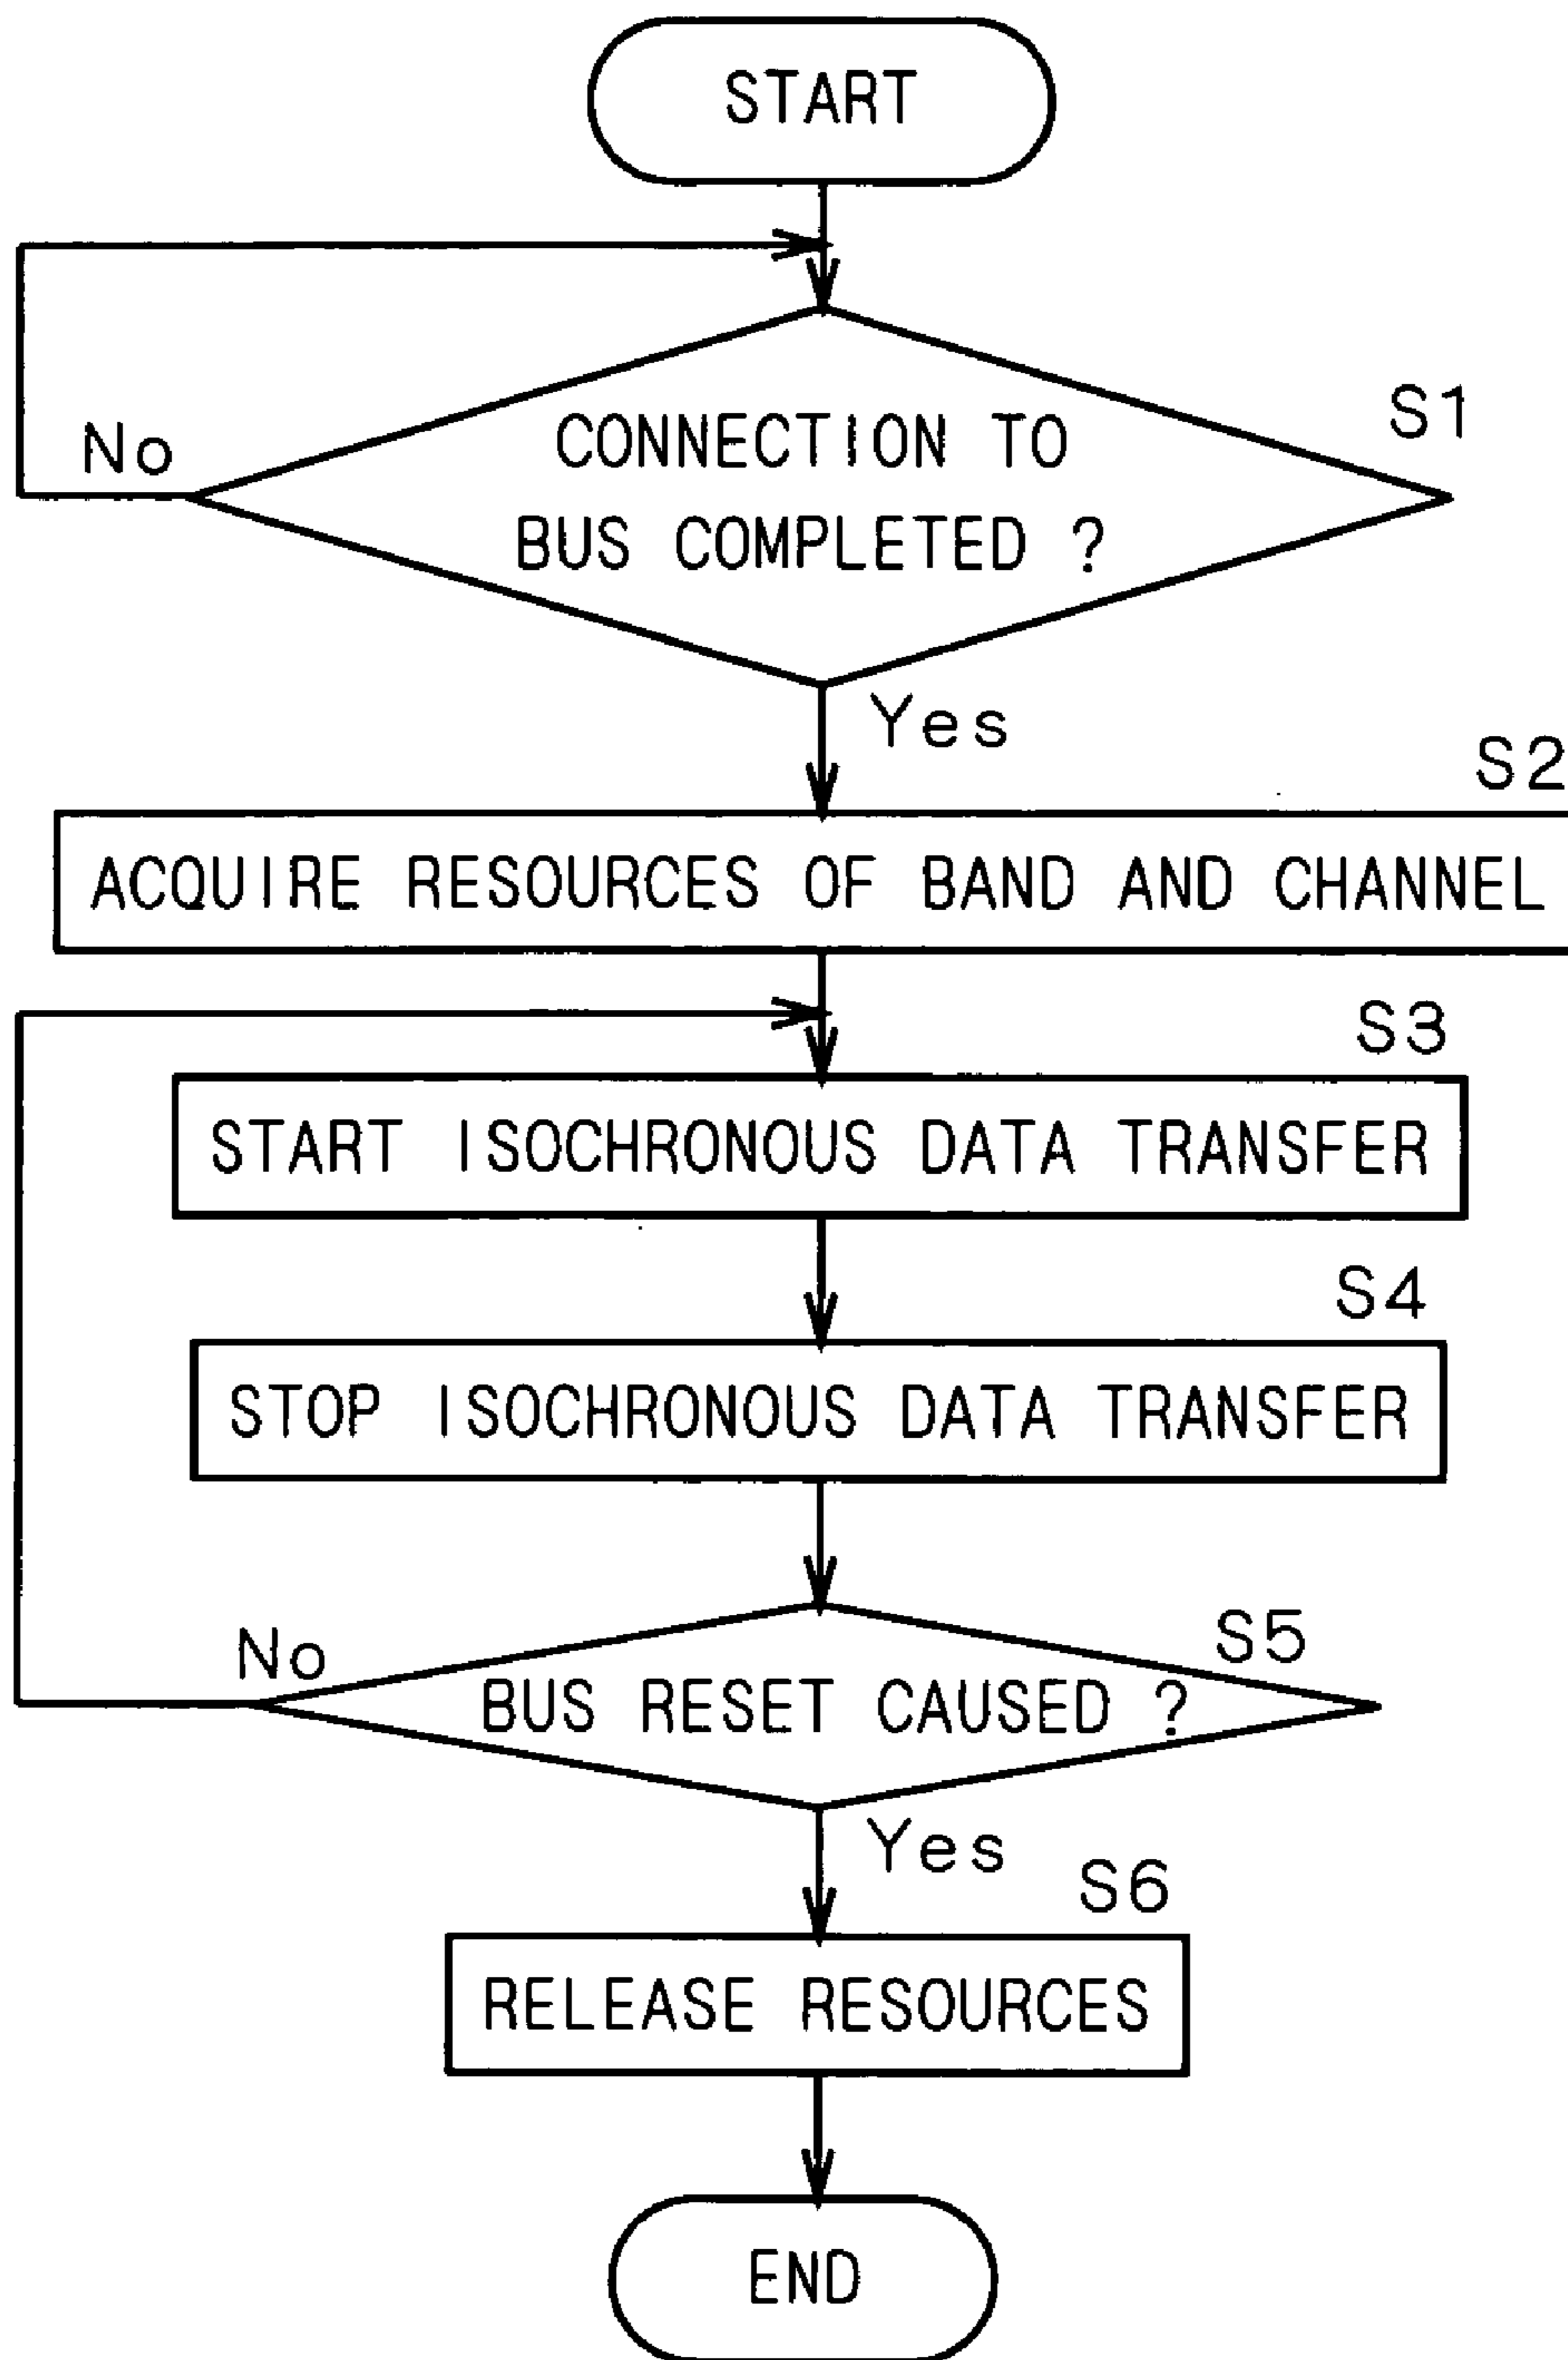 START
S1
CONNECTION TO
No
BUS COMPLETED ?
Yes
S2
ACQUIRE RESOURCES OF BAND AND CHANNEL
S3
START ISOCHRONOUS DATA TRANSFER
S4
STOP ISOCHRONOUS DATA TRANSFER
S5
No
BUS RESET CAUSED ?
Yes
S6
RELEASE RESOURCES
END